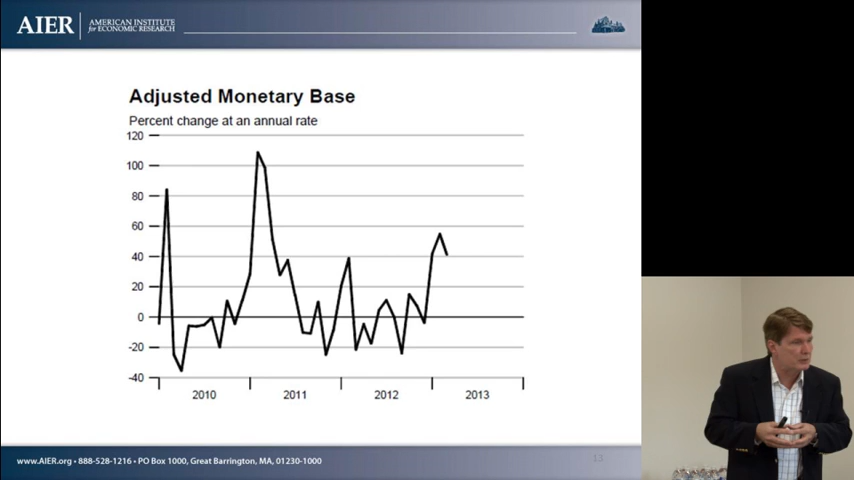 AIER
AMERICAN INSTITUTE
for ECONOMIC RESEARCH
Adjusted Monetary Base
Percent change at an annual rate
120
100
80
60
40
20
0
-20
-40
2010 2011 2012 2013
www.AIER.org • 888-528-1216 • PO Box 1000, Great Barrington, MA, 01230-1000
13